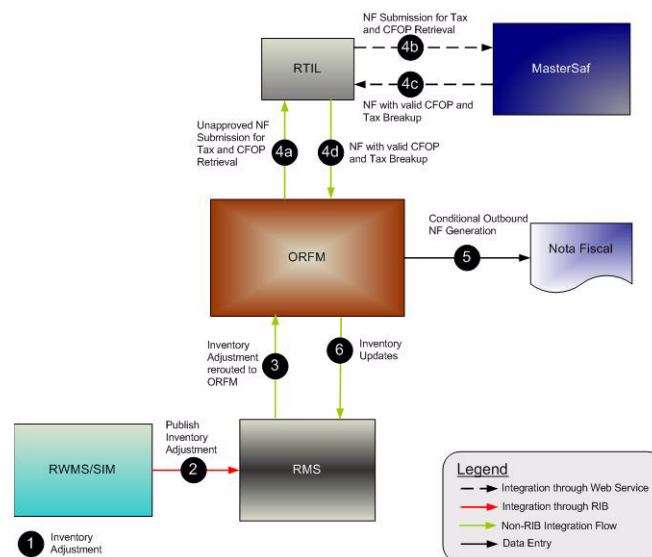 NF Submission for Tax
and CFOP Retrieval
4b
RTIL
MasterSaf
4c
NF with valid CFOP and
Tax Breakup
Unapproved NF
Submission for
Tax and CFOP
Retrieval
4a
4d
NF with valid CFOP
and Tax Breakup
ORFM
Conditional Outbound
NF Generation
5
Nota Fiscal
Inventory
Adjustment
rerouted to
ORFM
3
6
Inventory
Updates
Publish
Inventory
Adjustment
2
RWMS/SIM
RMS
1
Inventory
Adjustment
Legend
Integration through Web Service
Integration through RIB
Non-RIB Integration Flow
Data Entry